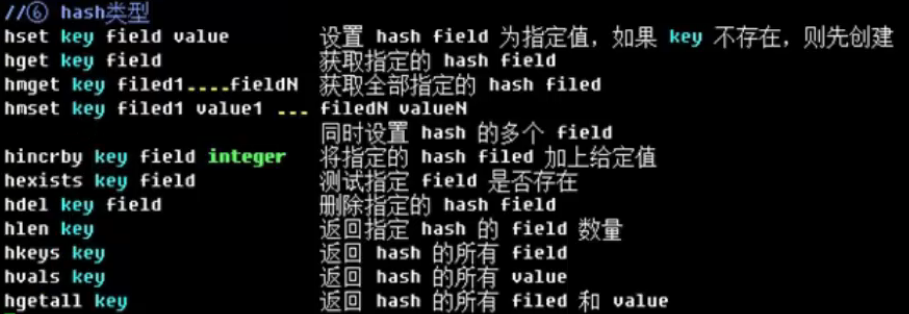 //⑥ hash类型
hset key field value 设置 hash field 为指定值，如果 key 不存在，则先创建
hget key field 获取指定的 hash field
hmget key filed1....fieldN 获取全部指定的 hash filed
hmset key filed1 value1 ... filedN valueN
同时设置 hash 的多个 field
hincrby key field integer 将指定的 hash filed 加上给定值
hexists key field 测试指定 field 是否存在
hdel key field 删除指定的 hash field
hlen key 返回指定 hash 的 field 数量
hkeys key 返回 hash 的所有 field
hvals key 返回 hash 的所有 value
hgetall key 返回 hash 的所有 filed 和 value